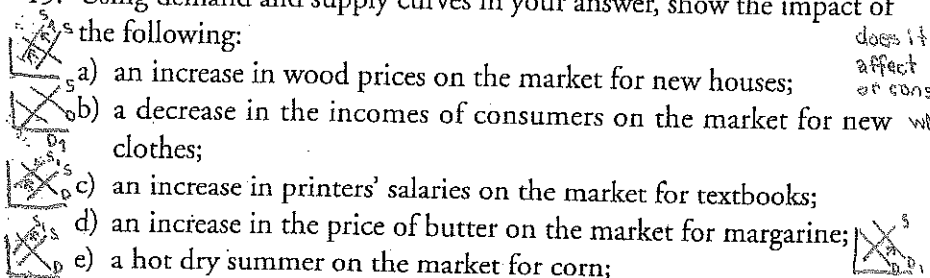 Using demand and supply curves in your answer, show the impact of
the following:
does it
affect
a) an increase in wood prices on the market for new houses;
or cons
b) a decrease in the incomes of consumers on the market for new
clothes;
c) an increase in printers' salaries on the market for textbooks;
d) an increase in the price of butter on the market for margarine;
e) a hot dry summer on the market for corn;